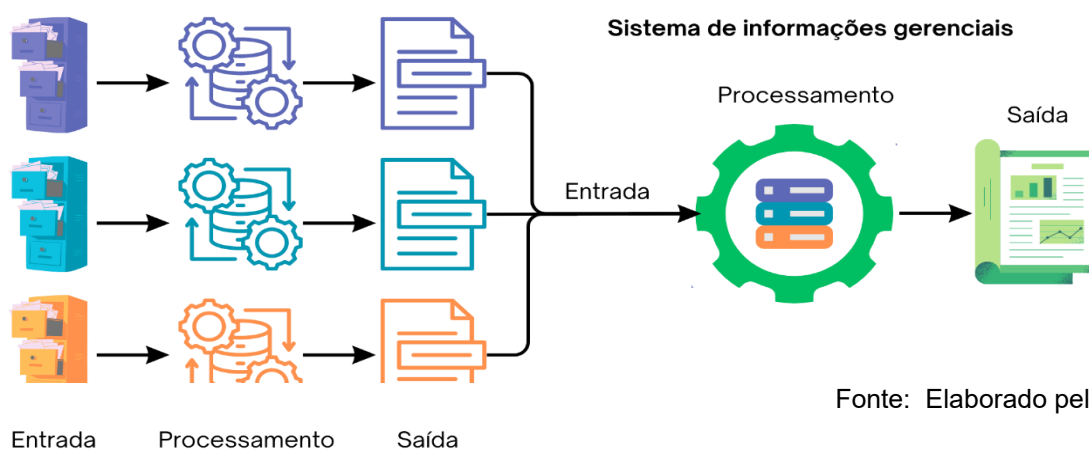 Sistema de informações gerenciais
Processamento
Saída
Entrada
Fonte: Elaborado pel
Entrada
Processamento
Saída